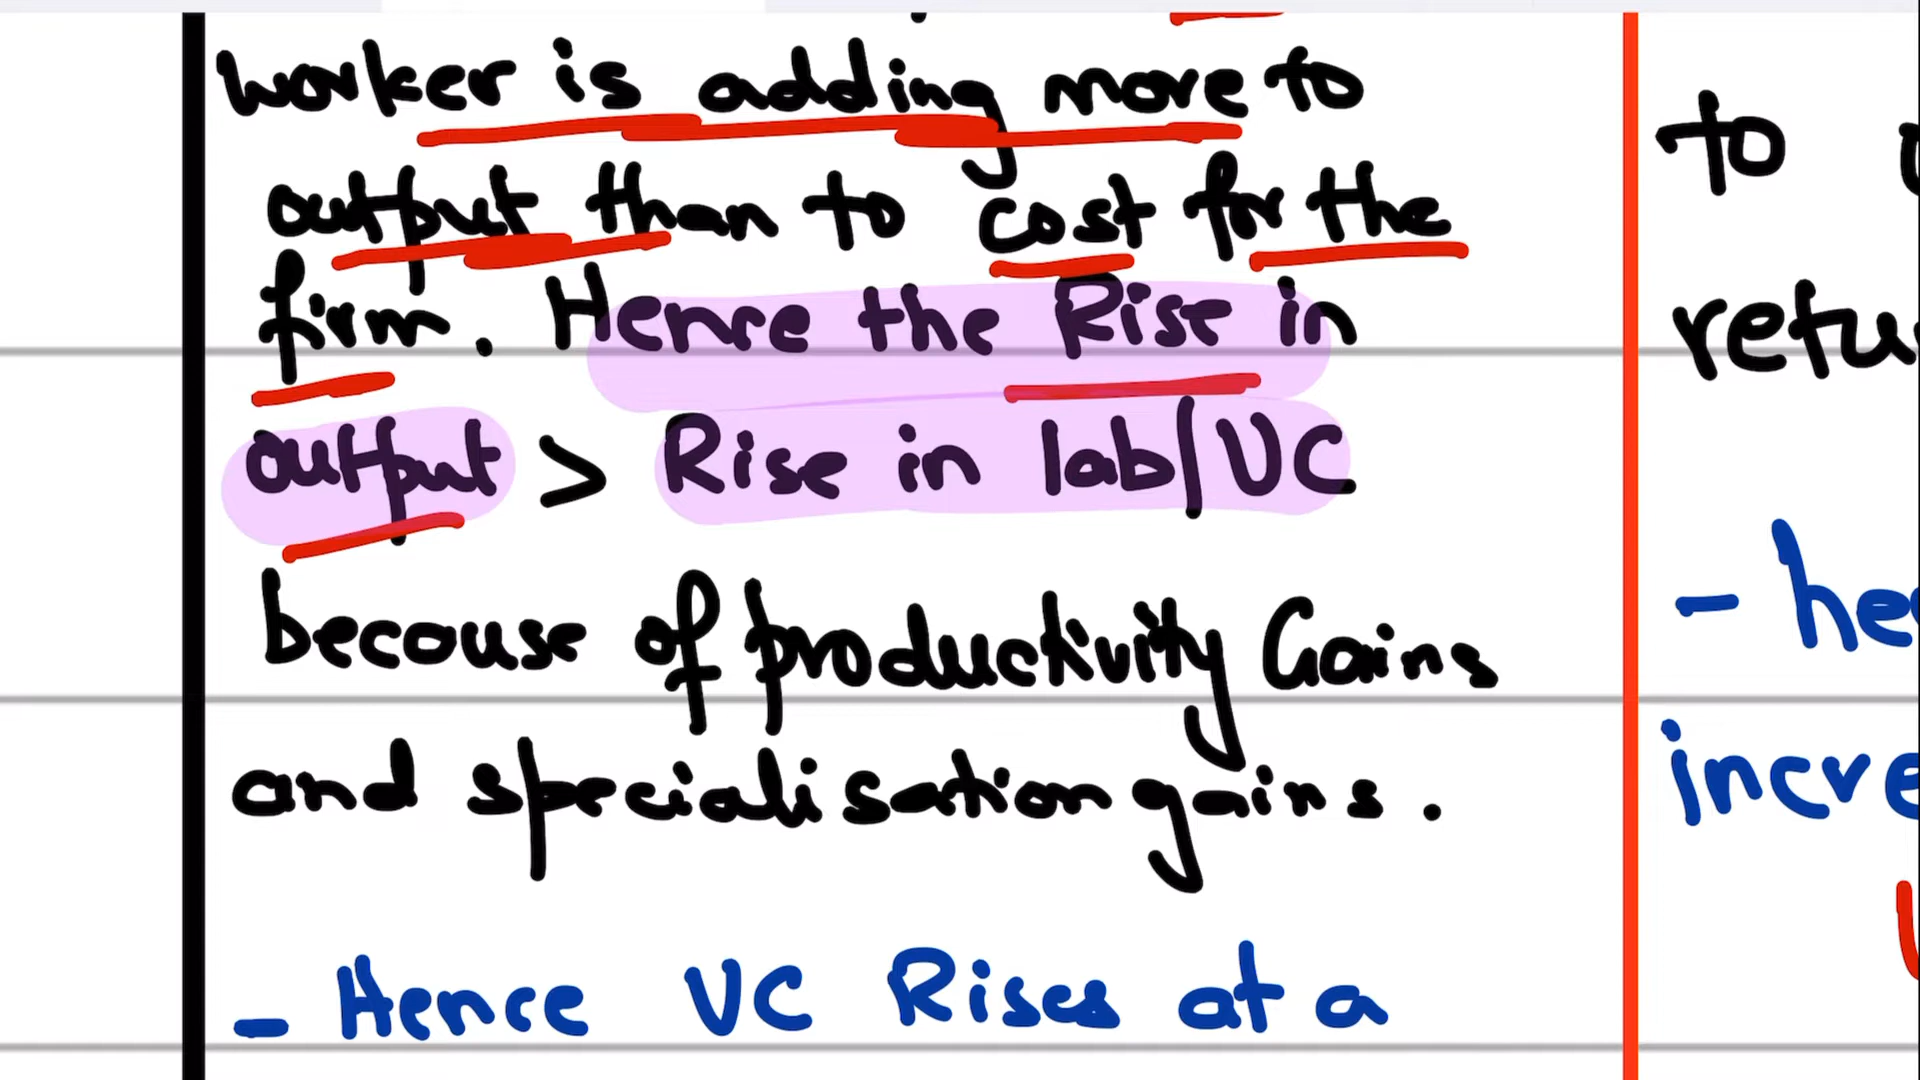 worker is adding more to
output than to cost for the
firm. Hence the Rise in
output > Rise in lab/VC
becouse of productivity Gains
and specialisation gains.
- Hence VC Rises at a
to
- he
incre